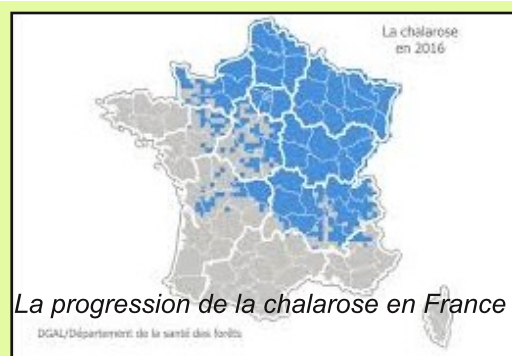 La chalarose
en 2016
La progression de la chalarose en France
DGAL/Département de la santé des forêts